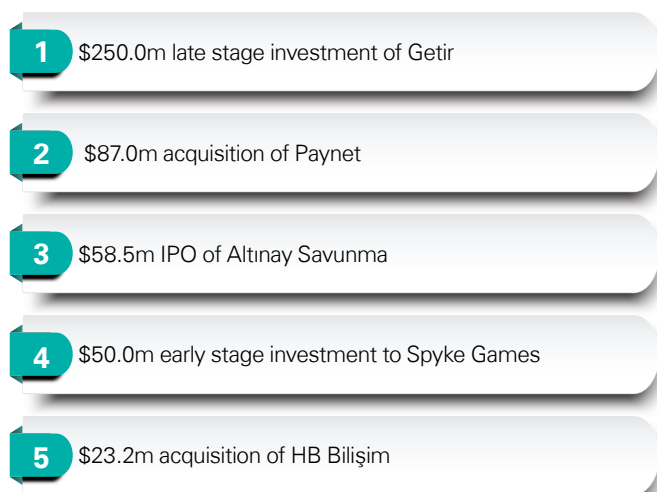 1 $250.0m late stage investment of Getir
2 $87.0m acquisition of Paynet
3 $58.5m IPO of Altınay Savunma
4 $50.0m early stage investment to Spyke Games
5 $23.2m acquisition of HB Bilişim